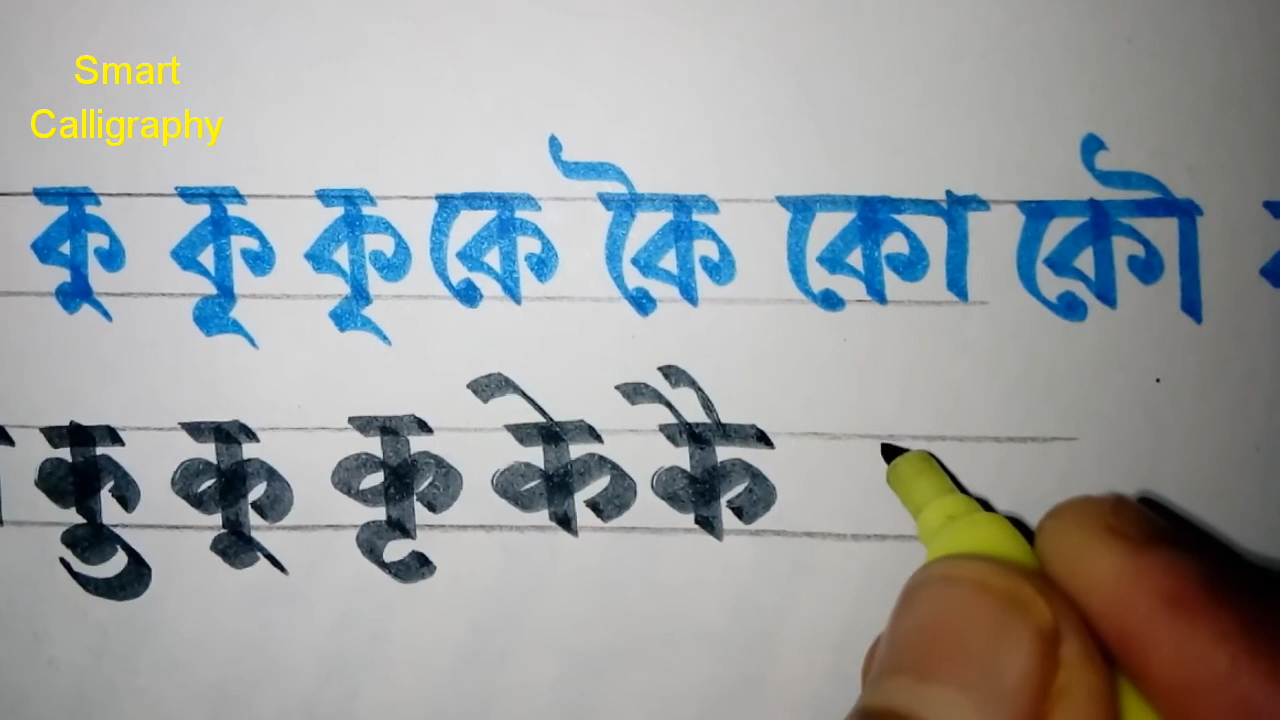 Smart
Calligraphy
কু কূ কৃ কে কৈ কো কৌ
कु कू कृ के कै